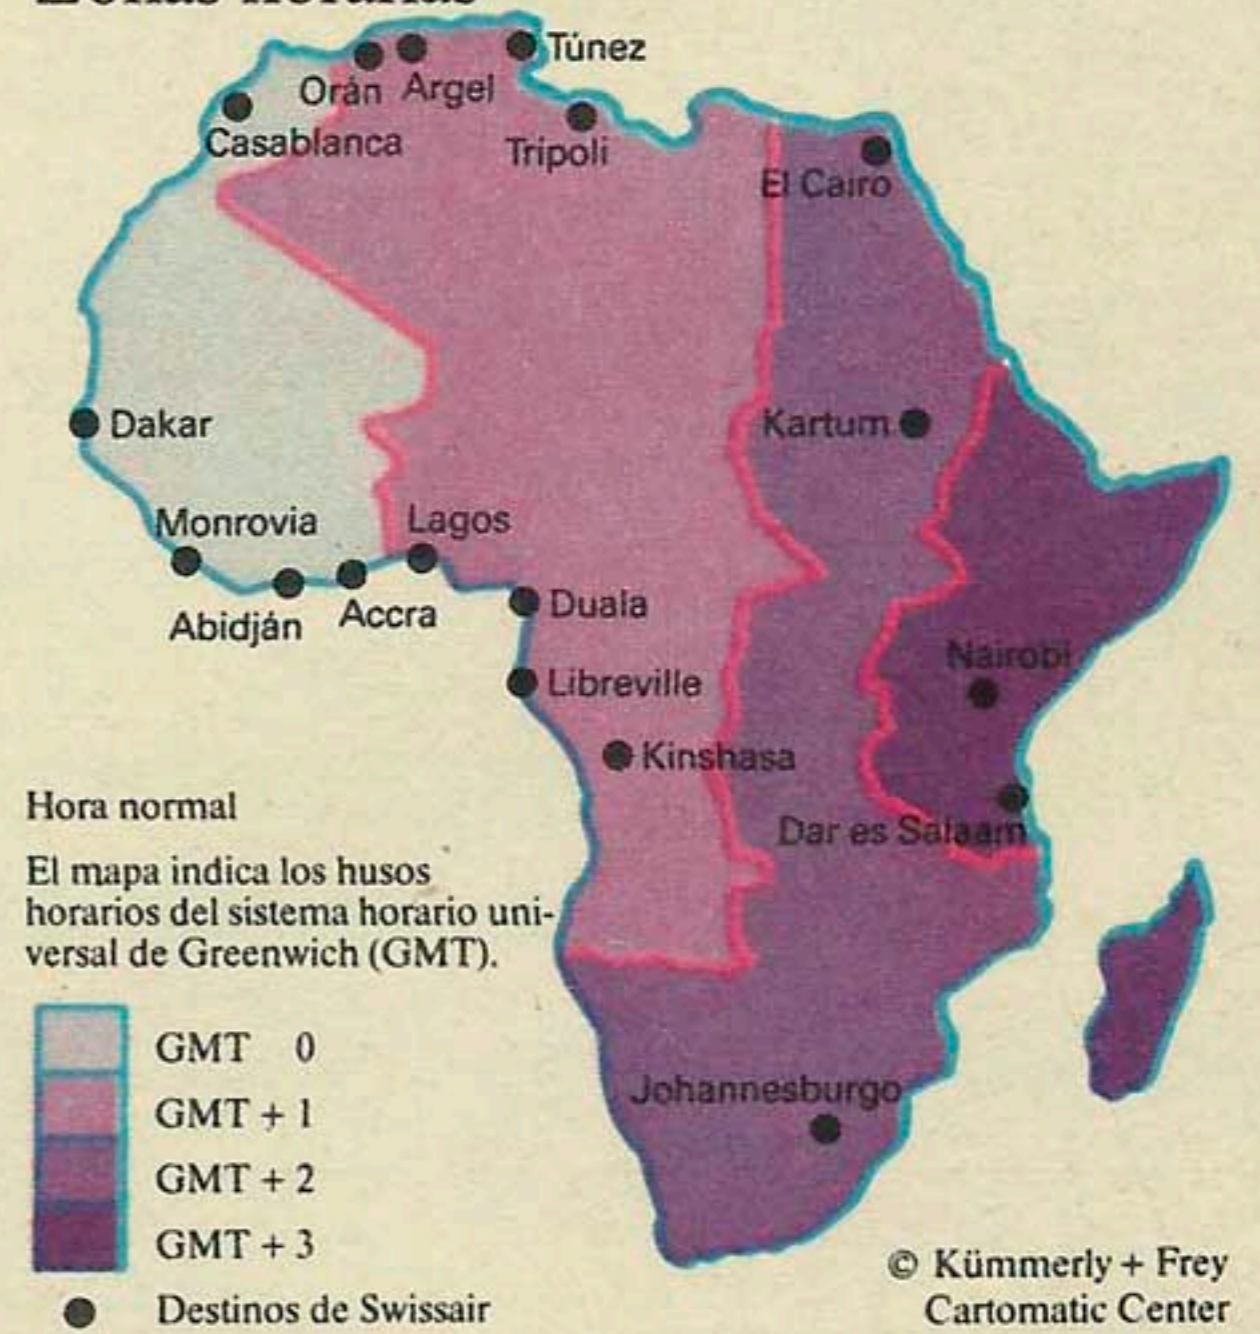 Zonas horarias
Túnez
Orán
Argel
Casablanca
Tripoli
El Cairo
Dakar
Kartum
Monrovia
Lagos
Abidján
Accra
Duala
Libreville
Nairobi
Kinshasa
Dar es Salaam
Johannesburgo
Hora normal
El mapa indica los husos
horarios del sistema horario uni-
versal de Greenwich (GMT).
GMT 0
GMT + 1
GMT + 2
GMT + 3
Destinos de Swissair
© Kümmerly + Frey
Cartomatic Center